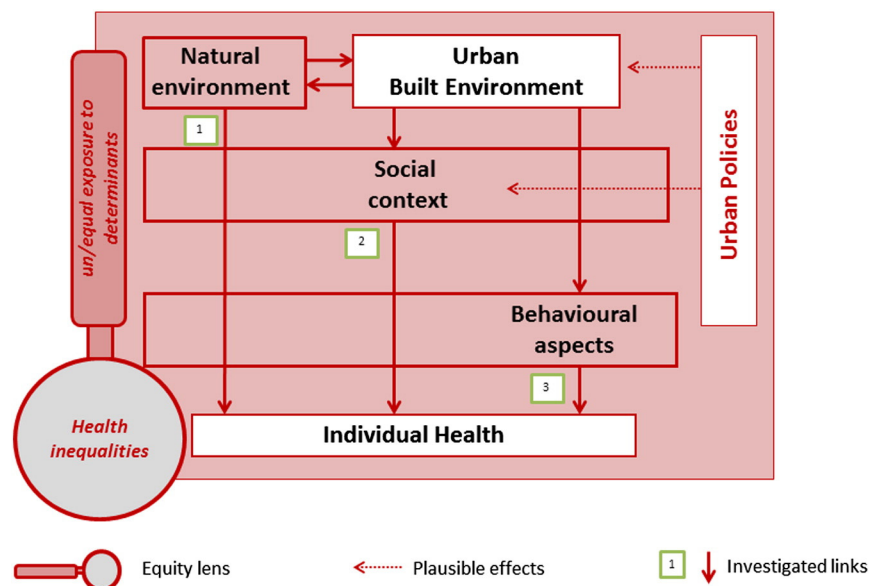 un/equal exposure to
determinants
Natural
environment
Urban
Built Environment
1
Social
context
2
Urban Policies
Behavioural
aspects
3
Health
inequalities
Individual Health
Equity lens
Plausible effects
1
Investigated links